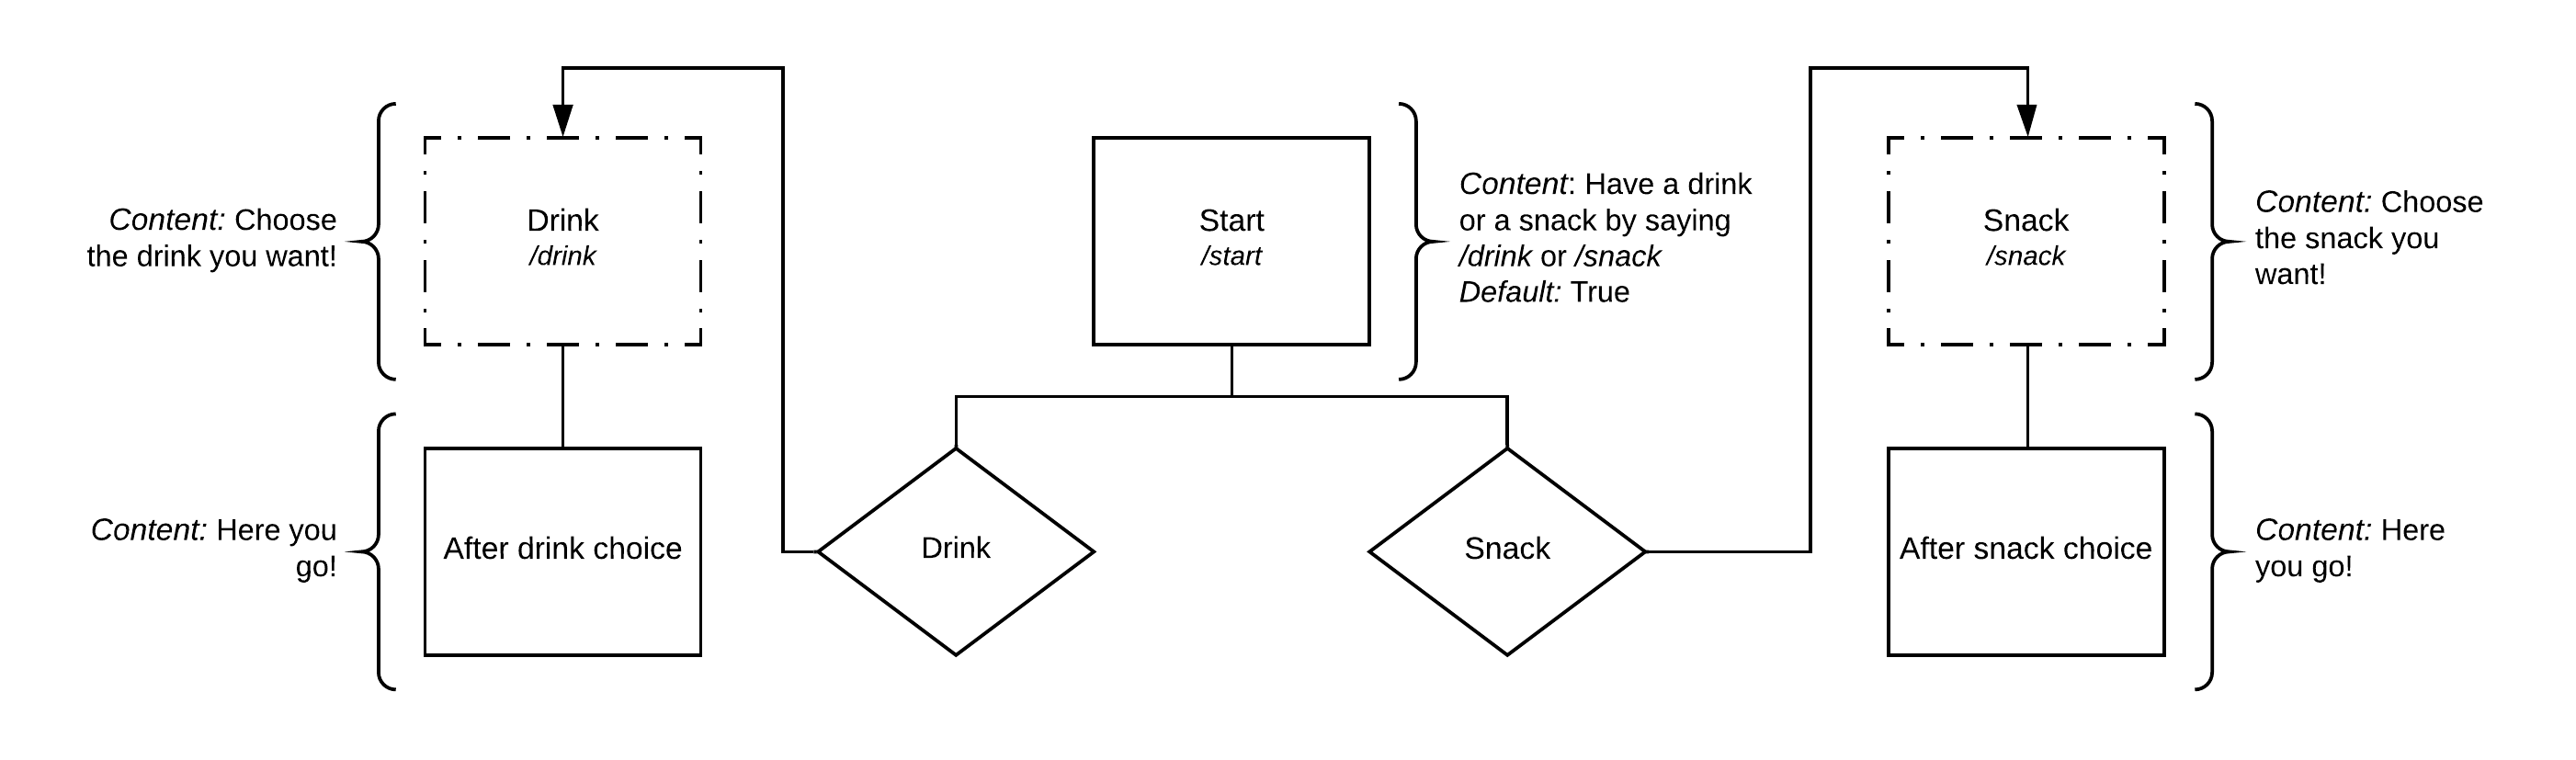 Content: Choose
the drink you want!
Drink
/drink
Start
/start
Content: Have a drink
or a snack by saying
/drink or /snack
Default: True
Snack
/snack
Content: Choose
the snack you
want!
Content: Here you
go!
After drink choice
Drink
Snack
After snack choice
Content: Here
you go!